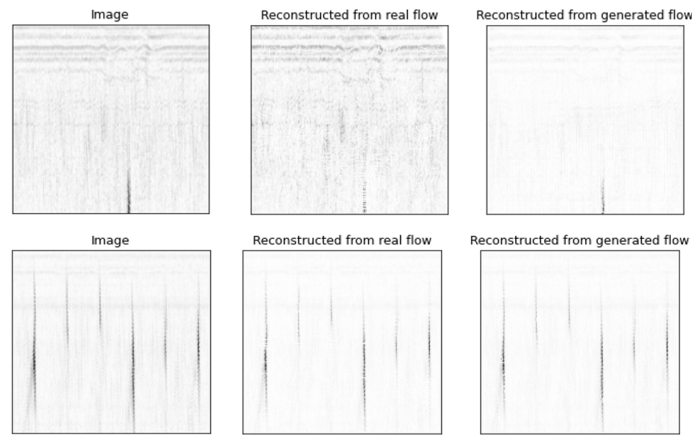 Image
Reconstructed from real flow
Reconstructed from generated flow
Image
Reconstructed from real flow
Reconstructed from generated flow